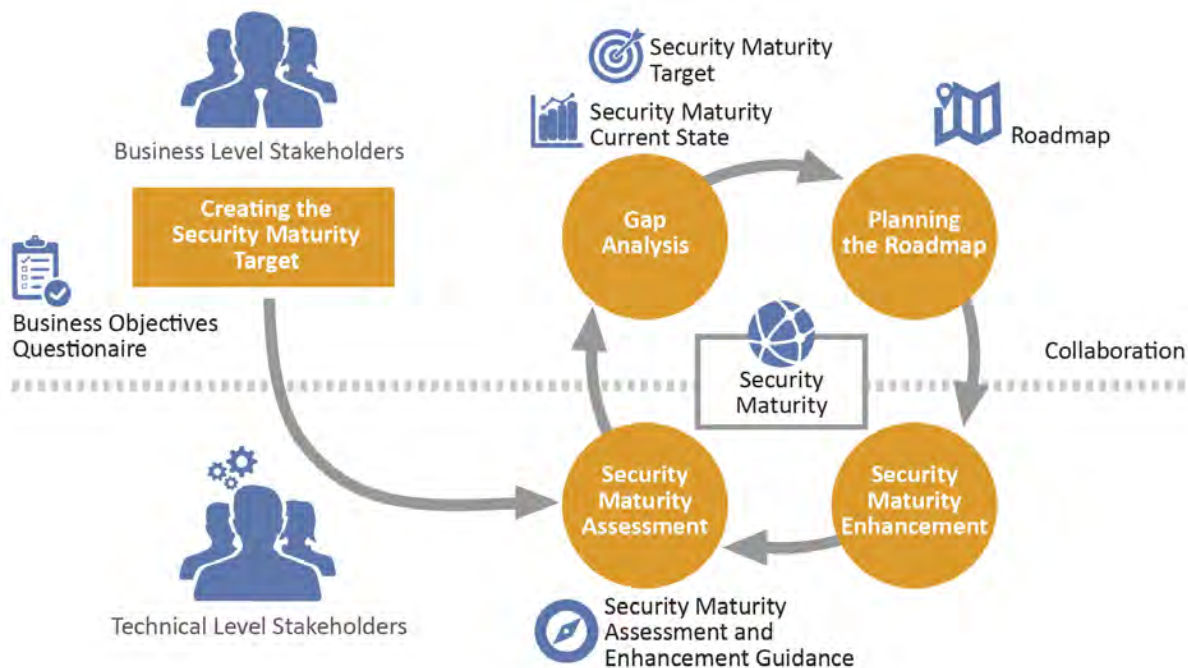 Business Level Stakeholders
Creating the
Security Maturity
Target
Business Objectives
Questionaire
Technical Level Stakeholders
Security Maturity
Target
Security Maturity
Current State
Roadmap
Gap
Analysis
Planning
the Roadmap
Security
Maturity
Collaboration
Security
Maturity
Assessment
Security
Maturity
Enhancement
Security Maturity
Assessment and
Enhancement Guidance